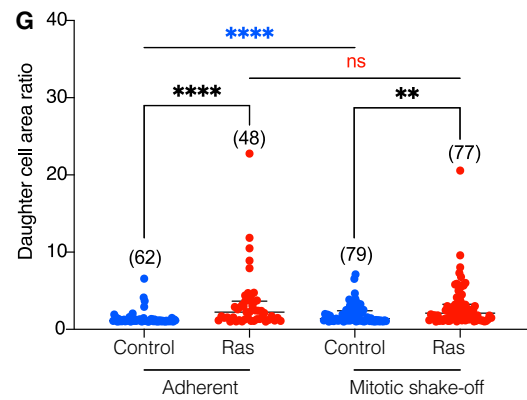 G
Daughter cell area ratio
40
30
20
10
0
****
ns
****
**
(62)
(48)
(79)
(77)
Control
Ras
Control
Ras
Adherent
Mitotic shake-off